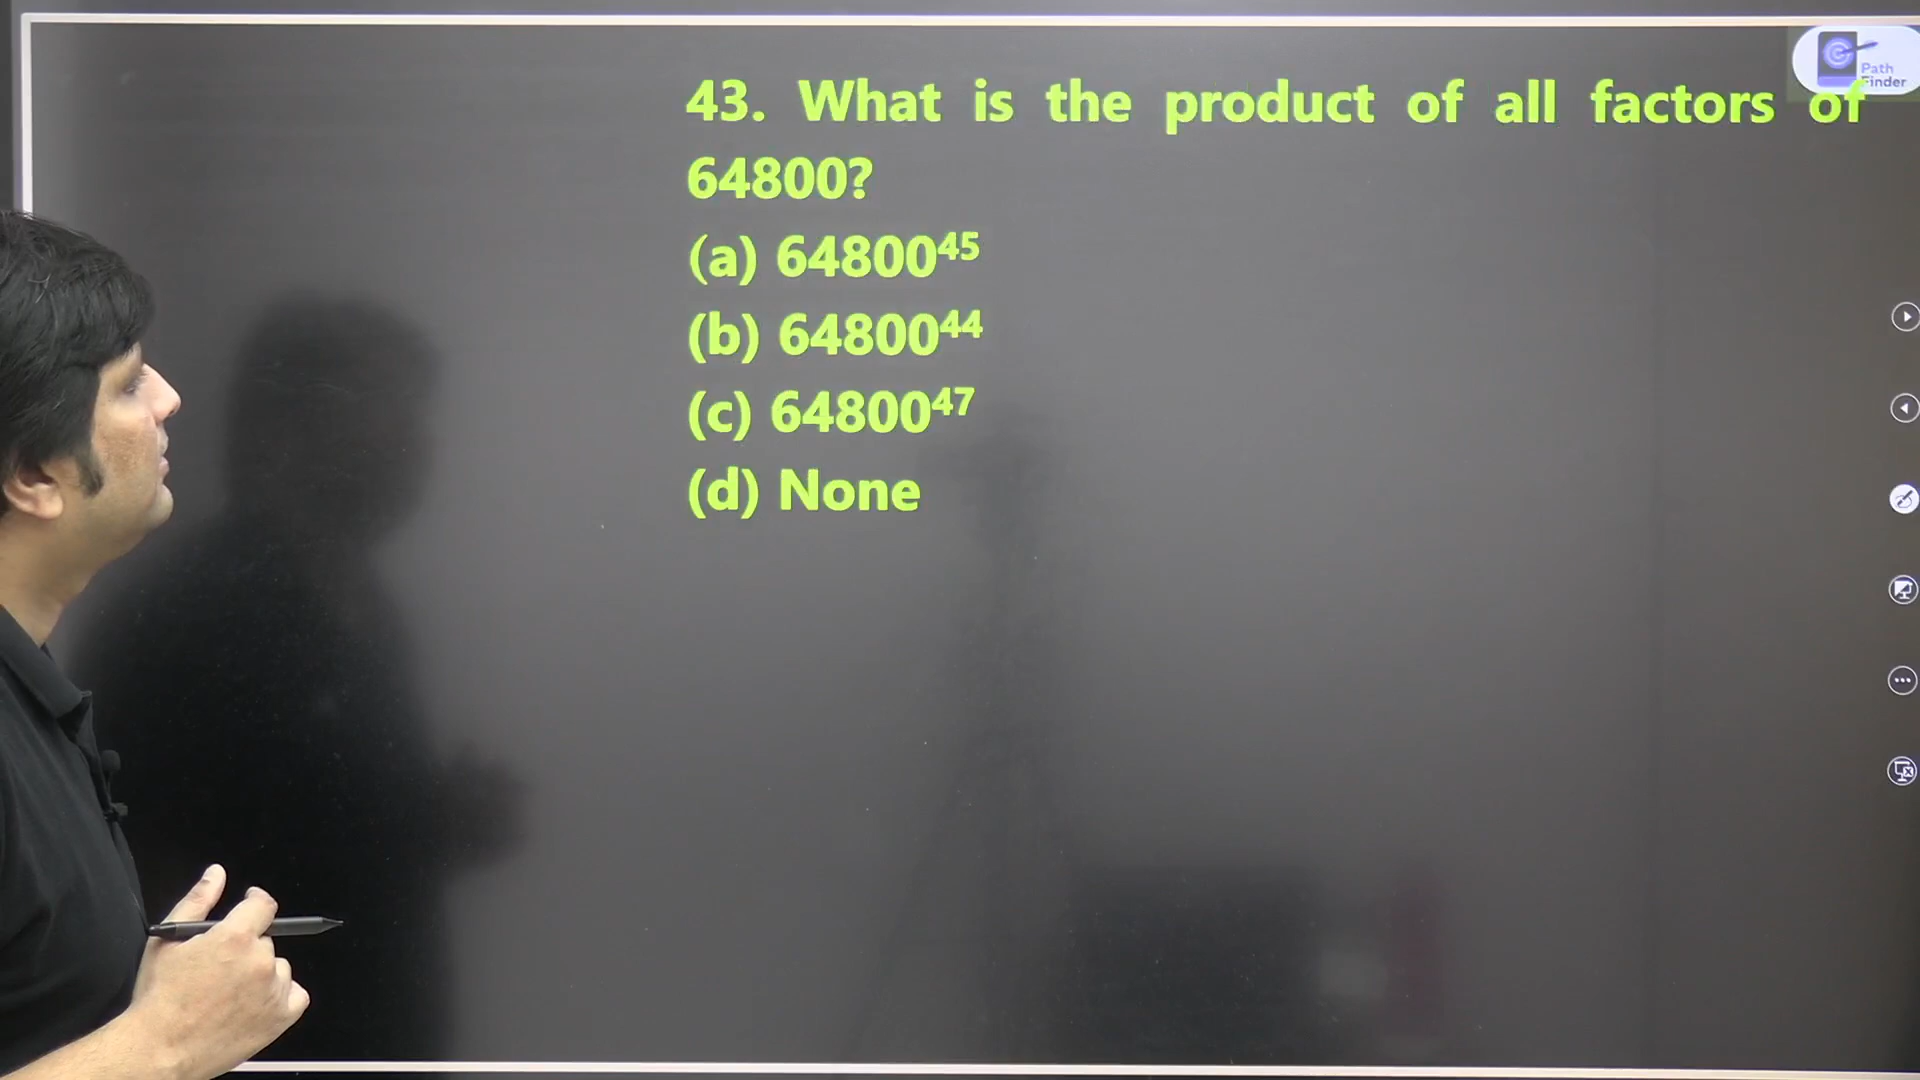 Path
Finder
43. What is the product of all factors of
64800?
(a) 64800⁴⁵
(b) 64800⁴⁴
(c) 64800⁴⁷
(d) None